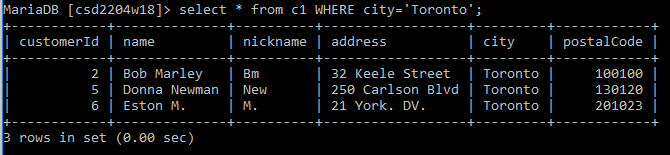 MariaDB [csd2204w18]> select * from c1 WHERE city='Toronto';
+------------+--------------+----------+------------------+---------+------------+
| customerId | name         | nickname | address          | city    | postalCode |
+------------+--------------+----------+------------------+---------+------------+
|          2 | Bob Marley   | Bm       | 32 Keele Street  | Toronto |     100100 |
|          5 | Donna Newman | New      | 250 Carlson Blvd | Toronto |     130120 |
|          6 | Eston M.     | M.       | 21 York. DV.     | Toronto |     201023 |
+------------+--------------+----------+------------------+---------+------------+
3 rows in set (0.00 sec)